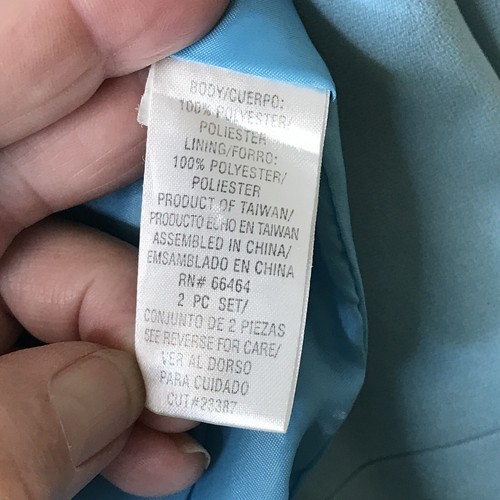 BODY/CUERPO:
100% POLYESTER/
POLIESTER
LINING/FORRO:
100% POLYESTER/
POLIESTER
PRODUCT OF TAIWAN/
PRODUCTO ECHO EN TAIWAN
ASSEMBLED IN CHINA/
EMSAMBLADO EN CHINA
RN# 66464
2 PC SET/
CONJUNTO DE 2 PIEZAS
SEE REVERSE FOR CARE/
VER AL DORSO
PARA CUIDADO
CUT#23387